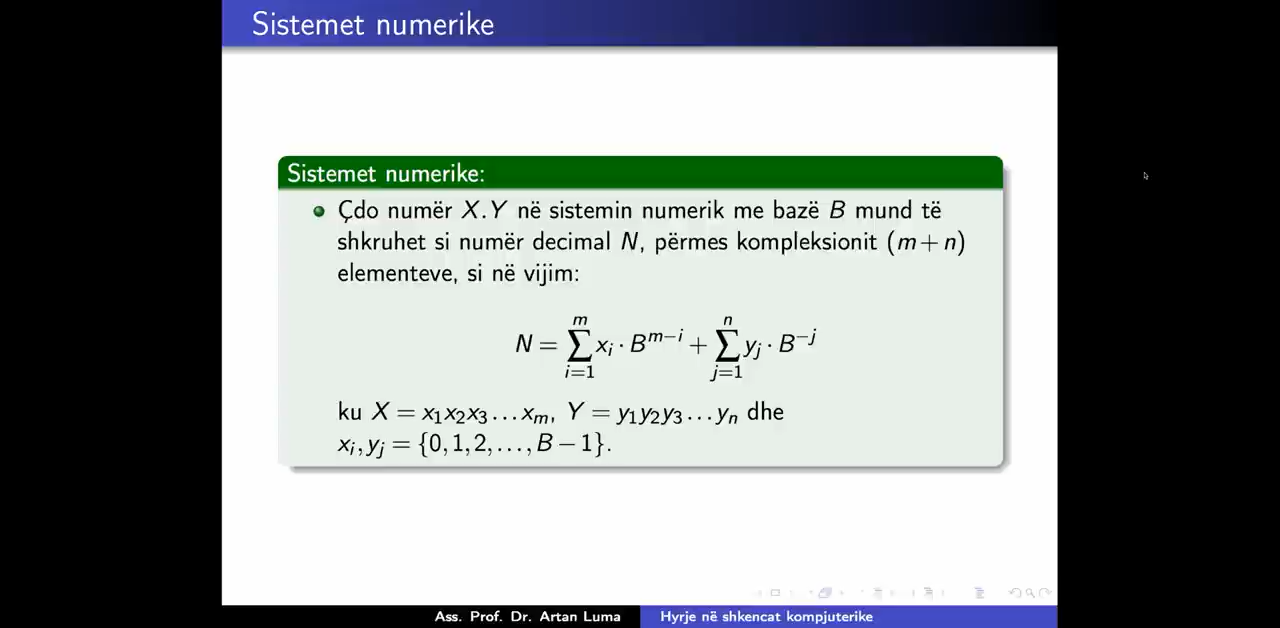 Sistemet numerike
Sistemet numerike:
Çdo numër X.Y në sistemin numerik me bazë B mund të
shkruhet si numër decimal N, përmes kompleksionit (m+n)
elementeve, si në vijim:
N = ∑_{i=1}^{m} x_i · B^{m−i} + ∑_{j=1}^{n} y_j · B^{−j}
ku X = x₁x₂x₃...x_m, Y = y₁y₂y₃...y_n dhe
x_i, y_j = {0,1,2,...,B−1}.
Ass. Prof. Dr. Artan Luma Hyrje në shkencat kompjuterike